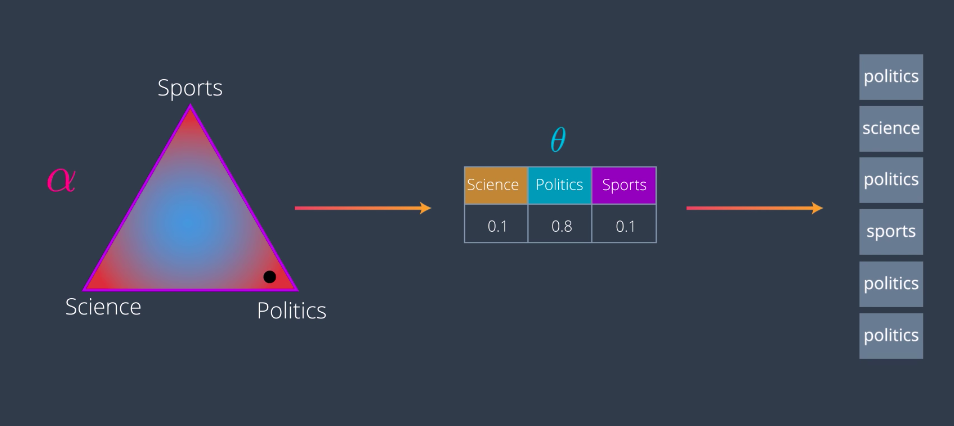 Sports
α
Science
Politics
θ
Science Politics Sports
0.1 0.8 0.1
politics
science
politics
sports
politics
politics